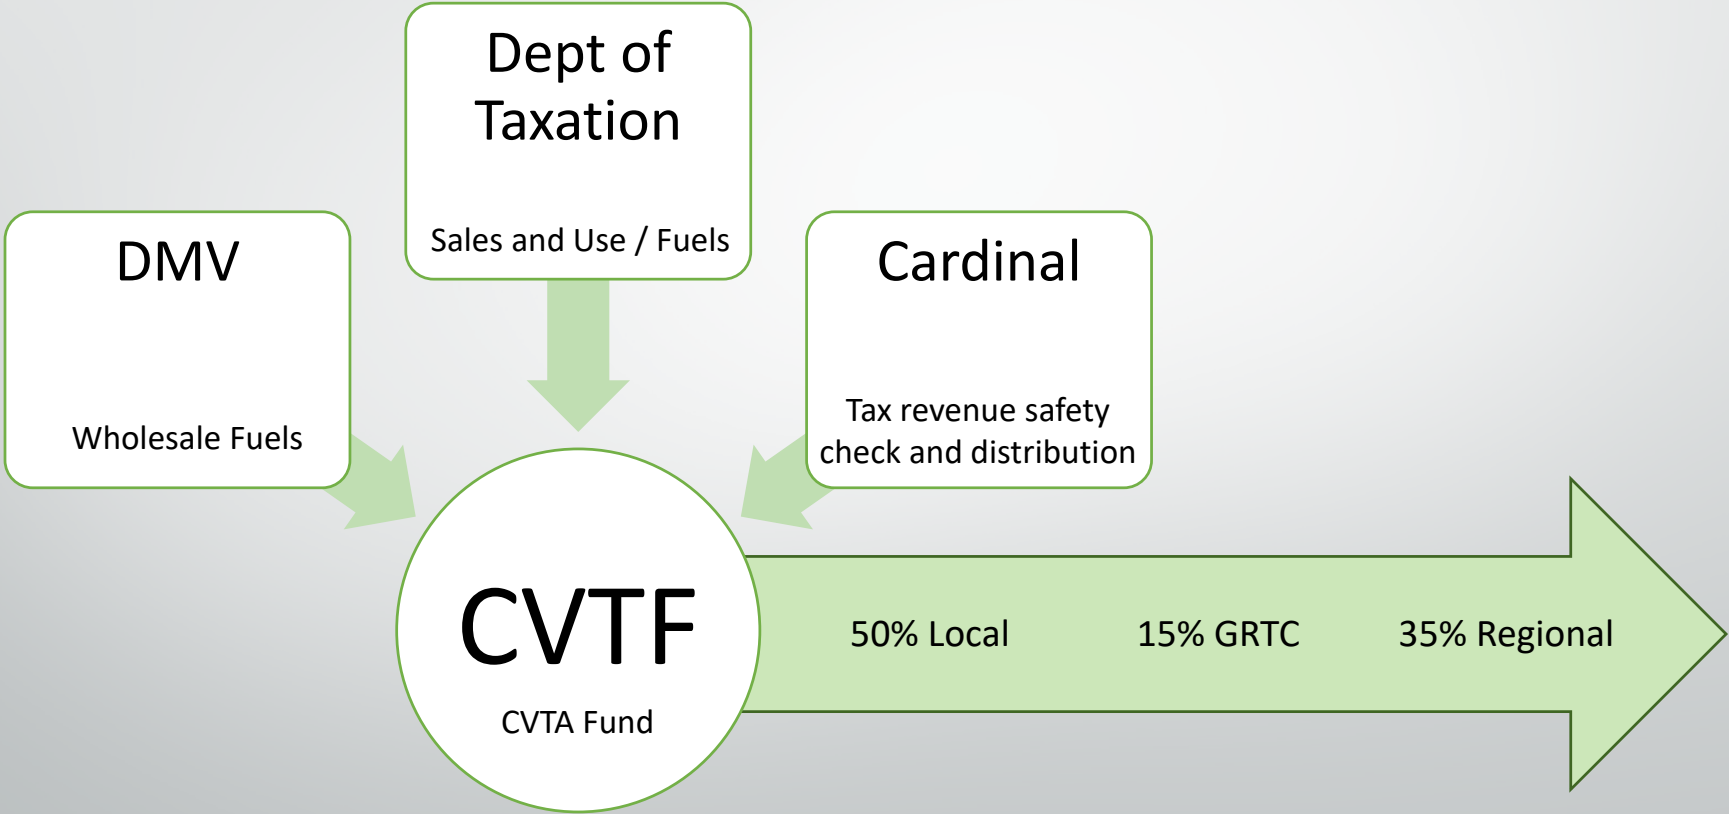 Dept of
Taxation
Sales and Use / Fuels
DMV
Wholesale Fuels
Cardinal
Tax revenue safety
check and distribution
CVTF
CVTA Fund
50% Local
15% GRTC
35% Regional